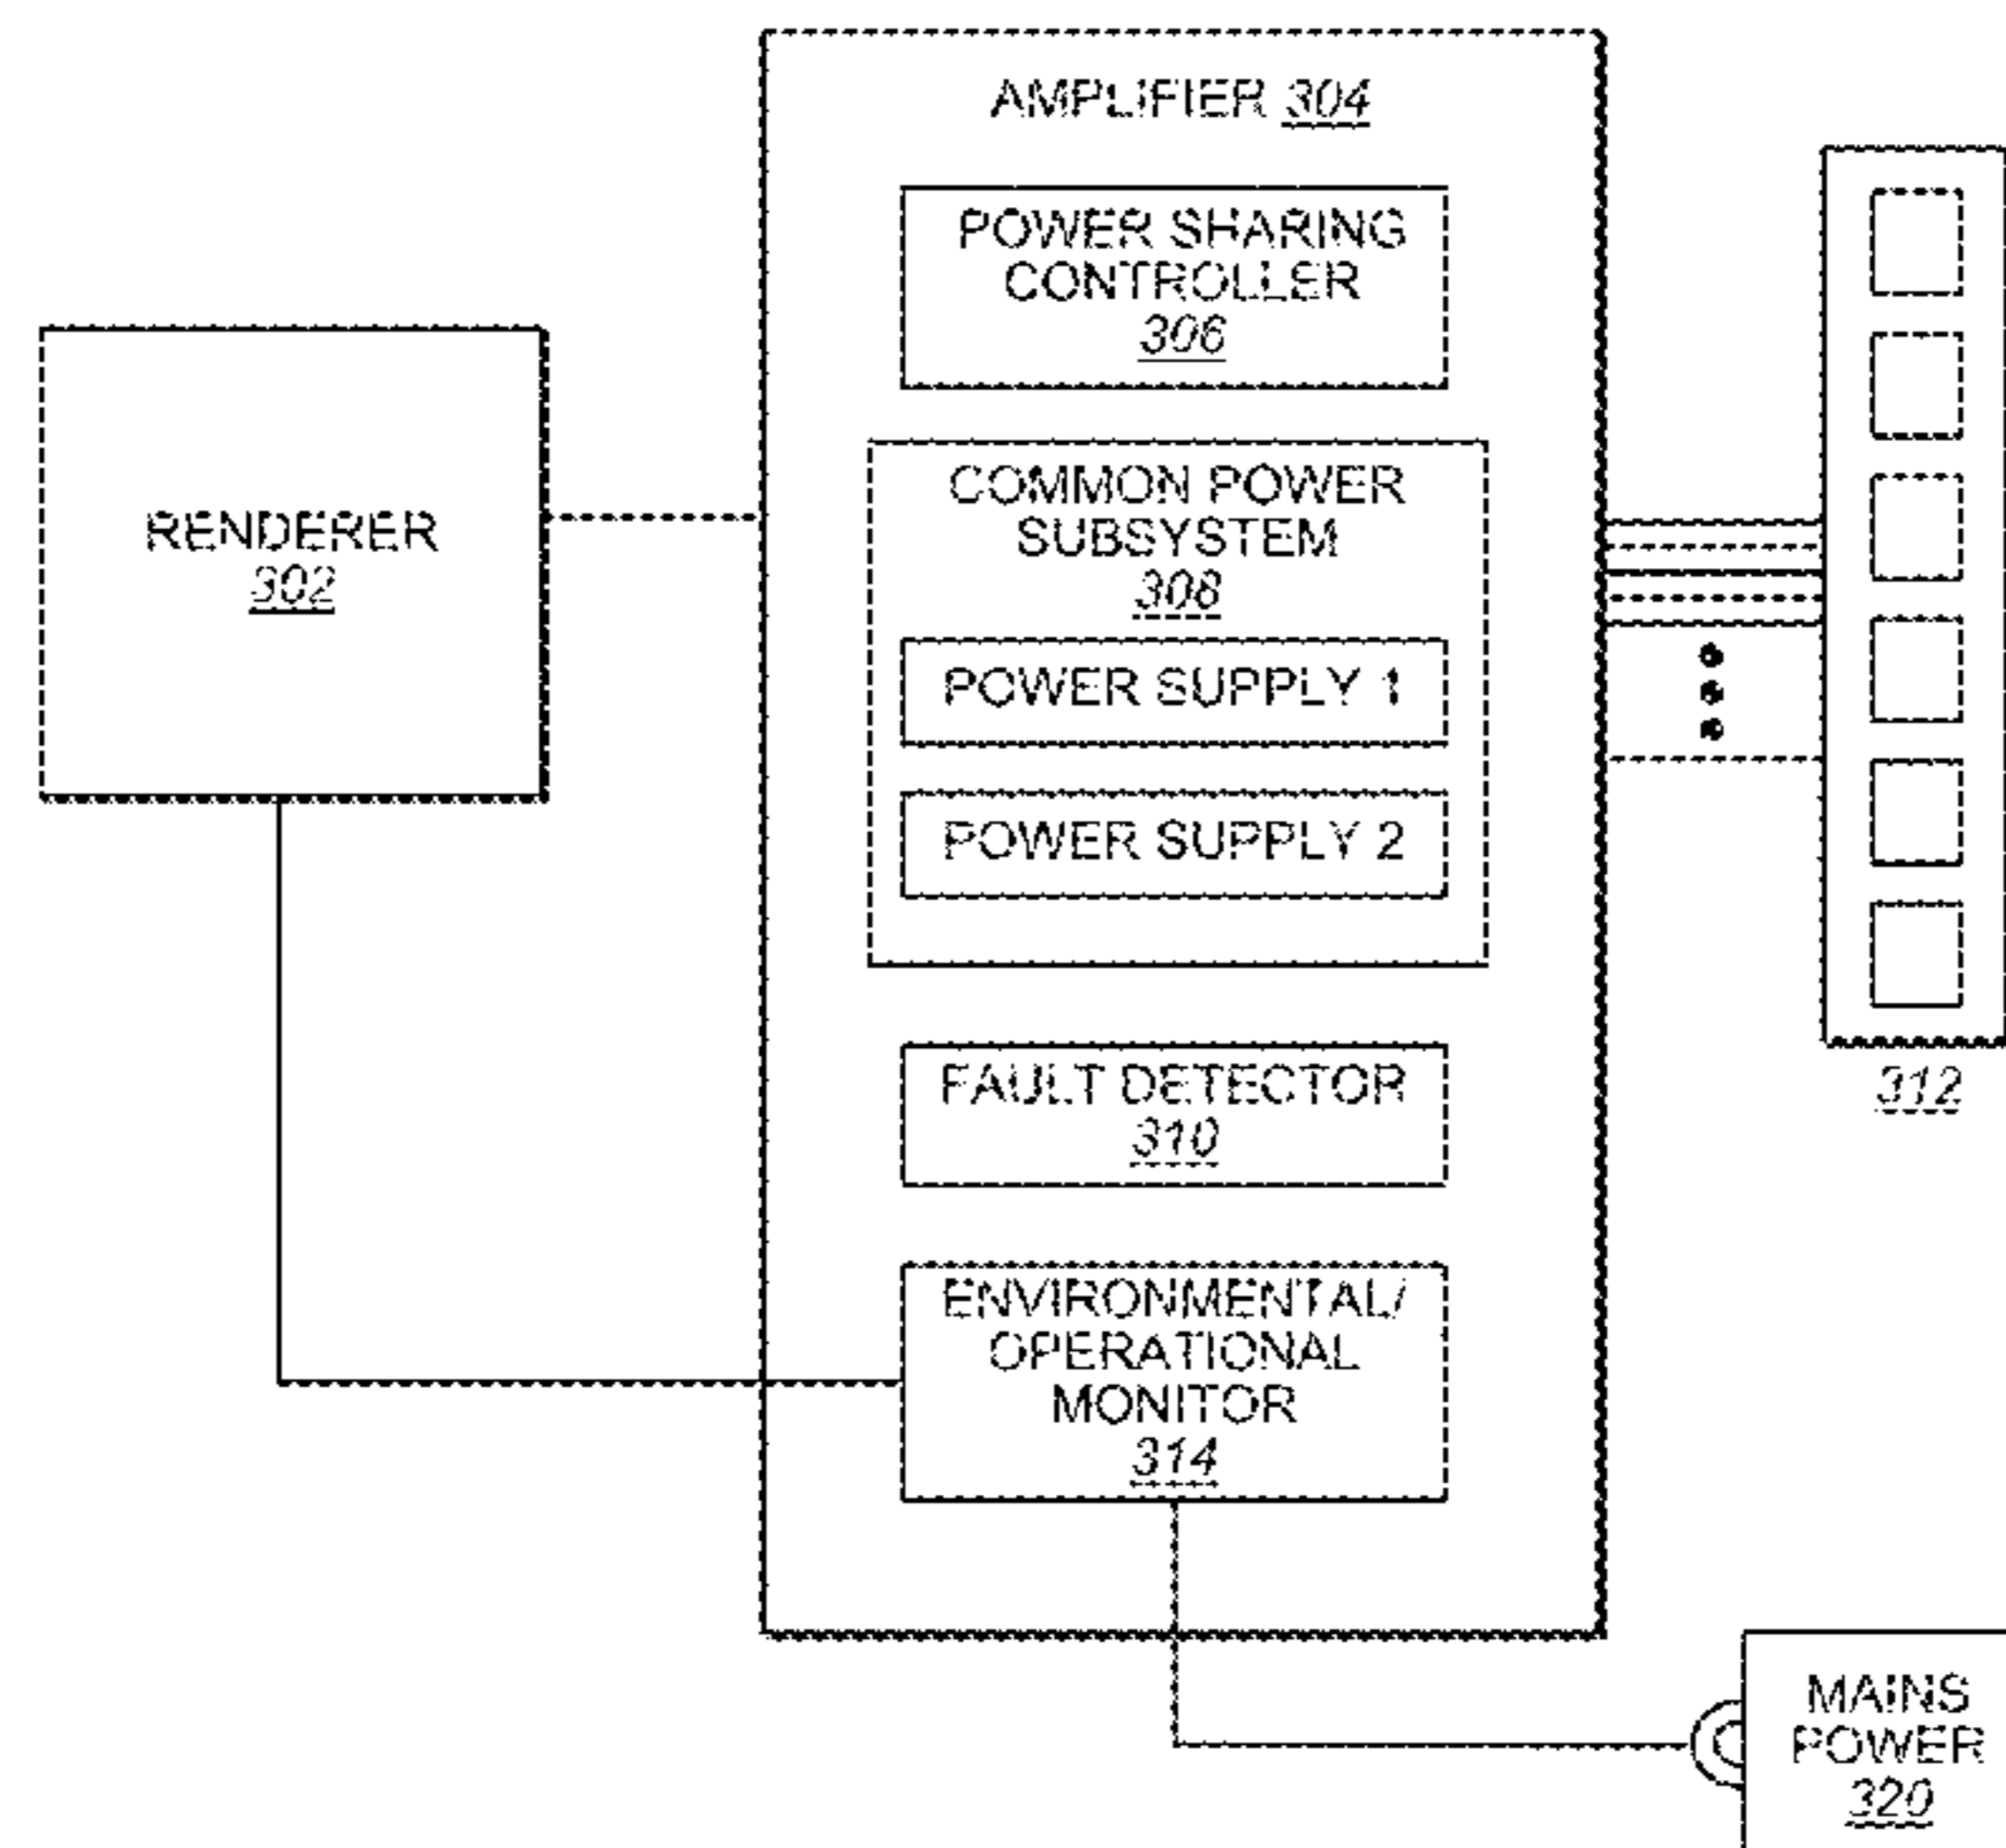 AMPLIFIER 304
POWER SHARING
CONTROLLER
306
RENDERER
302
COMMON POWER
SUBSYSTEM
308
POWER SUPPLY 1
POWER SUPPLY 2
FAULT DETECTOR
310
ENVIRONMENTAL/
OPERATIONAL
MONITOR
314
312
MAINS
POWER
320